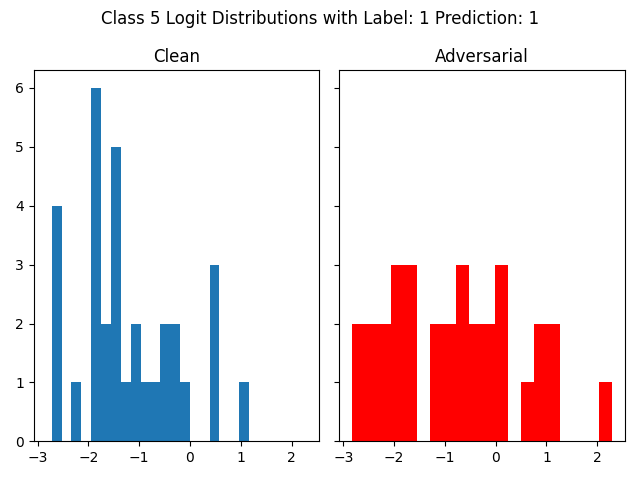 Class 5 Logit Distributions with Label: 1 Prediction: 1
Clean
Adversarial
6
5
4
3
2
1
0
−3 −2 −1 0 1 2
−3 −2 −1 0 1 2